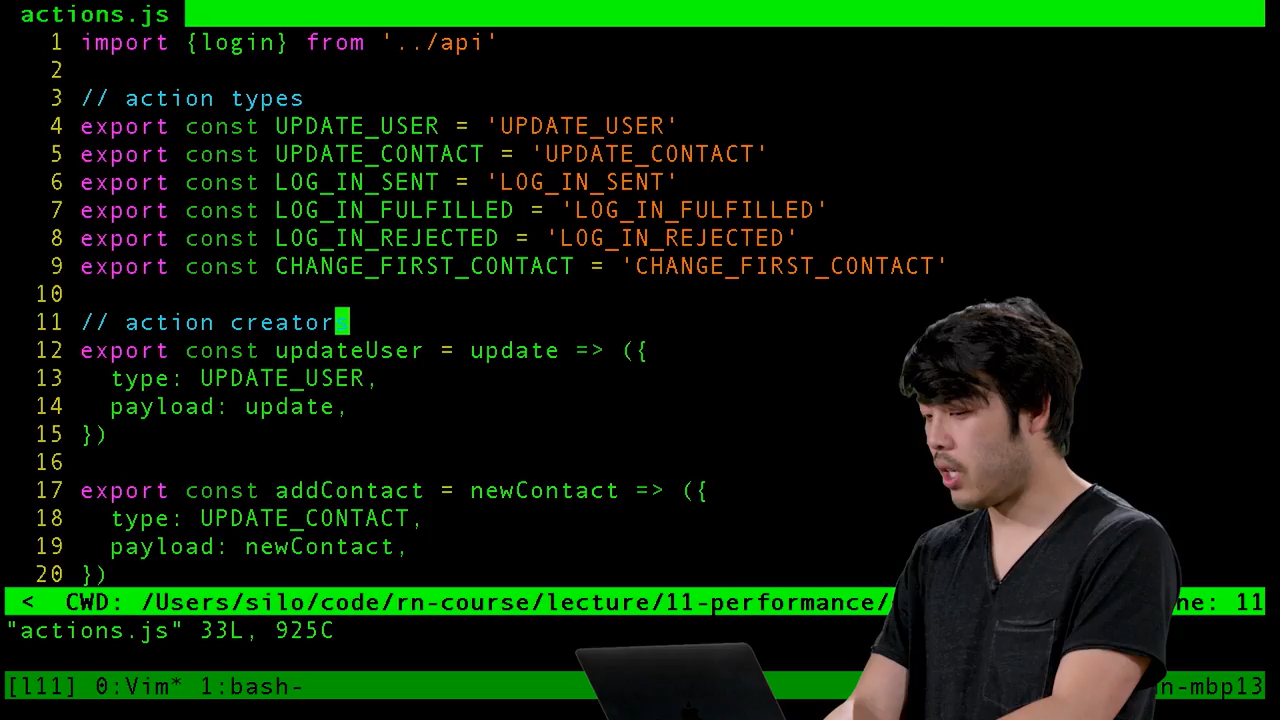 actions.js
1 import {login} from '../api'
2
3 // action types
4 export const UPDATE_USER = 'UPDATE_USER'
5 export const UPDATE_CONTACT = 'UPDATE_CONTACT'
6 export const LOG_IN_SENT = 'LOG_IN_SENT'
7 export const LOG_IN_FULFILLED = 'LOG_IN_FULFILLED'
8 export const LOG_IN_REJECTED = 'LOG_IN_REJECTED'
9 export const CHANGE_FIRST_CONTACT = 'CHANGE_FIRST_CONTACT'
10
11 // action creators
12 export const updateUser = update => ({
13   type: UPDATE_USER,
14   payload: update,
15 })
16
17 export const addContact = newContact => ({
18   type: UPDATE_CONTACT,
19   payload: newContact,
20 })
< CWD: /Users/silo/code/rn-course/lecture/11-performance/ ne: 11
"actions.js" 33L, 925C
[l11] 0:Vim* 1:bash- n-mbp13